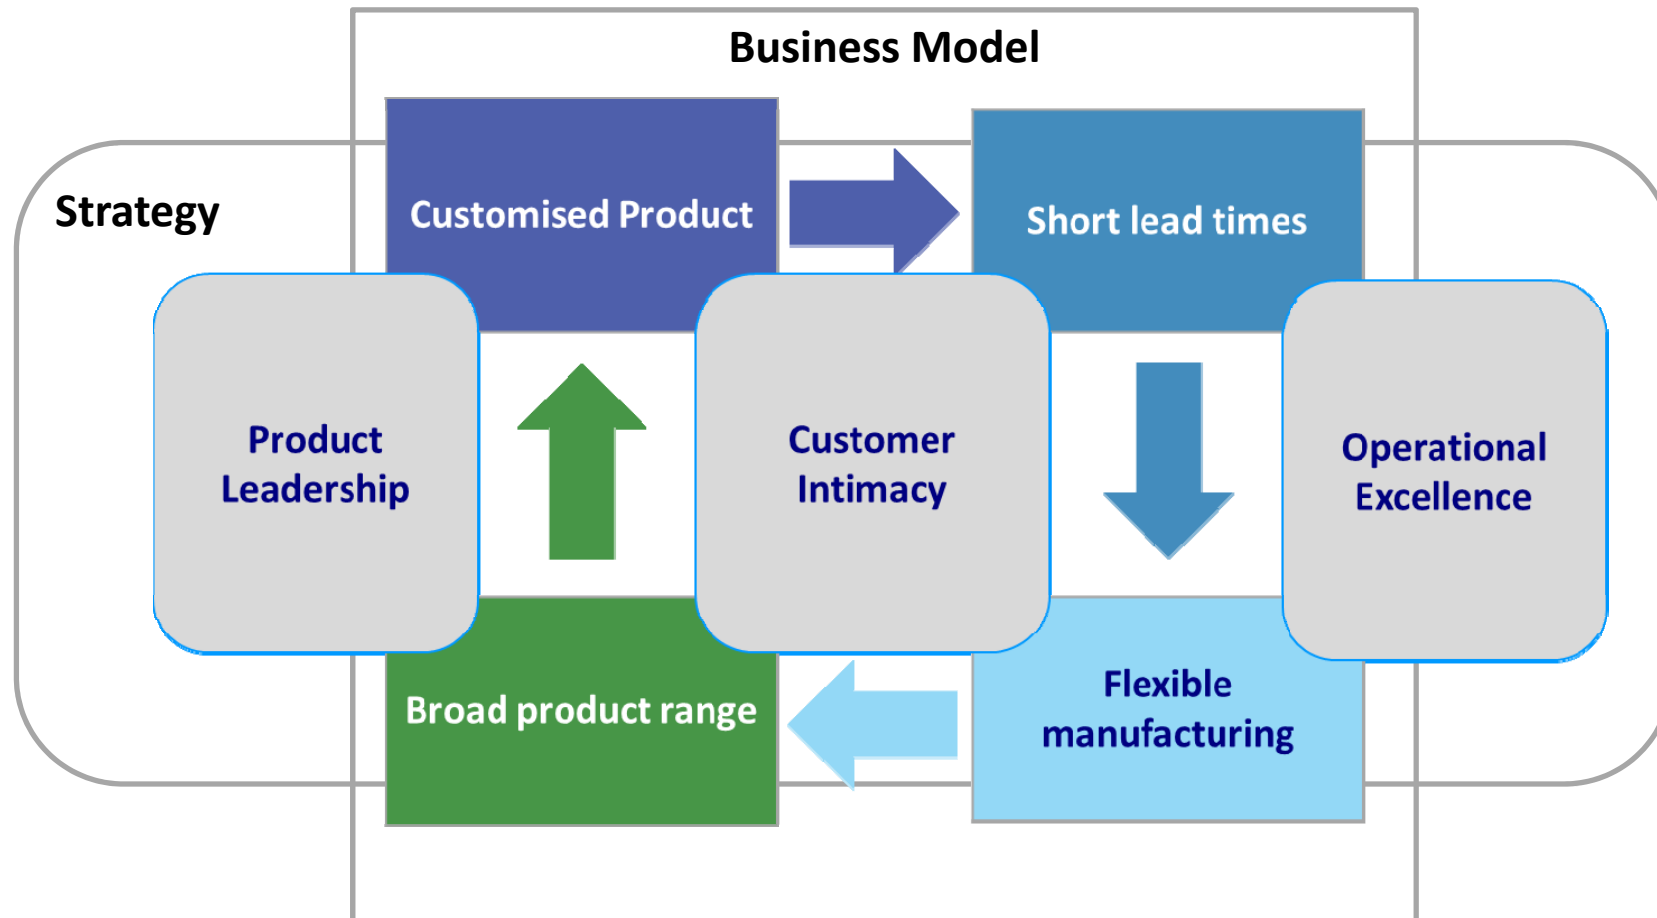 Business Model
Strategy
Customised Product
Short lead times
Product
Leadership
Customer
Intimacy
Operational
Excellence
Broad product range
Flexible
manufacturing